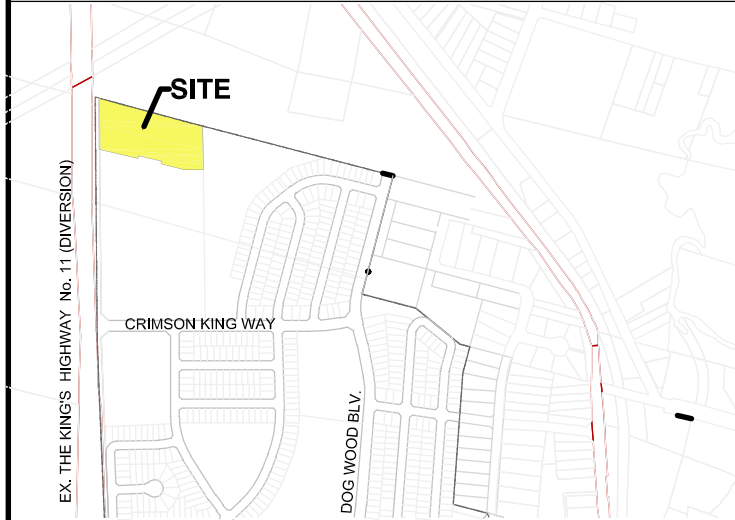 SITE
EX. THE KING'S HIGHWAY No. 11 (DIVERSION)
CRIMSON KING WAY
DOG WOOD BLV.